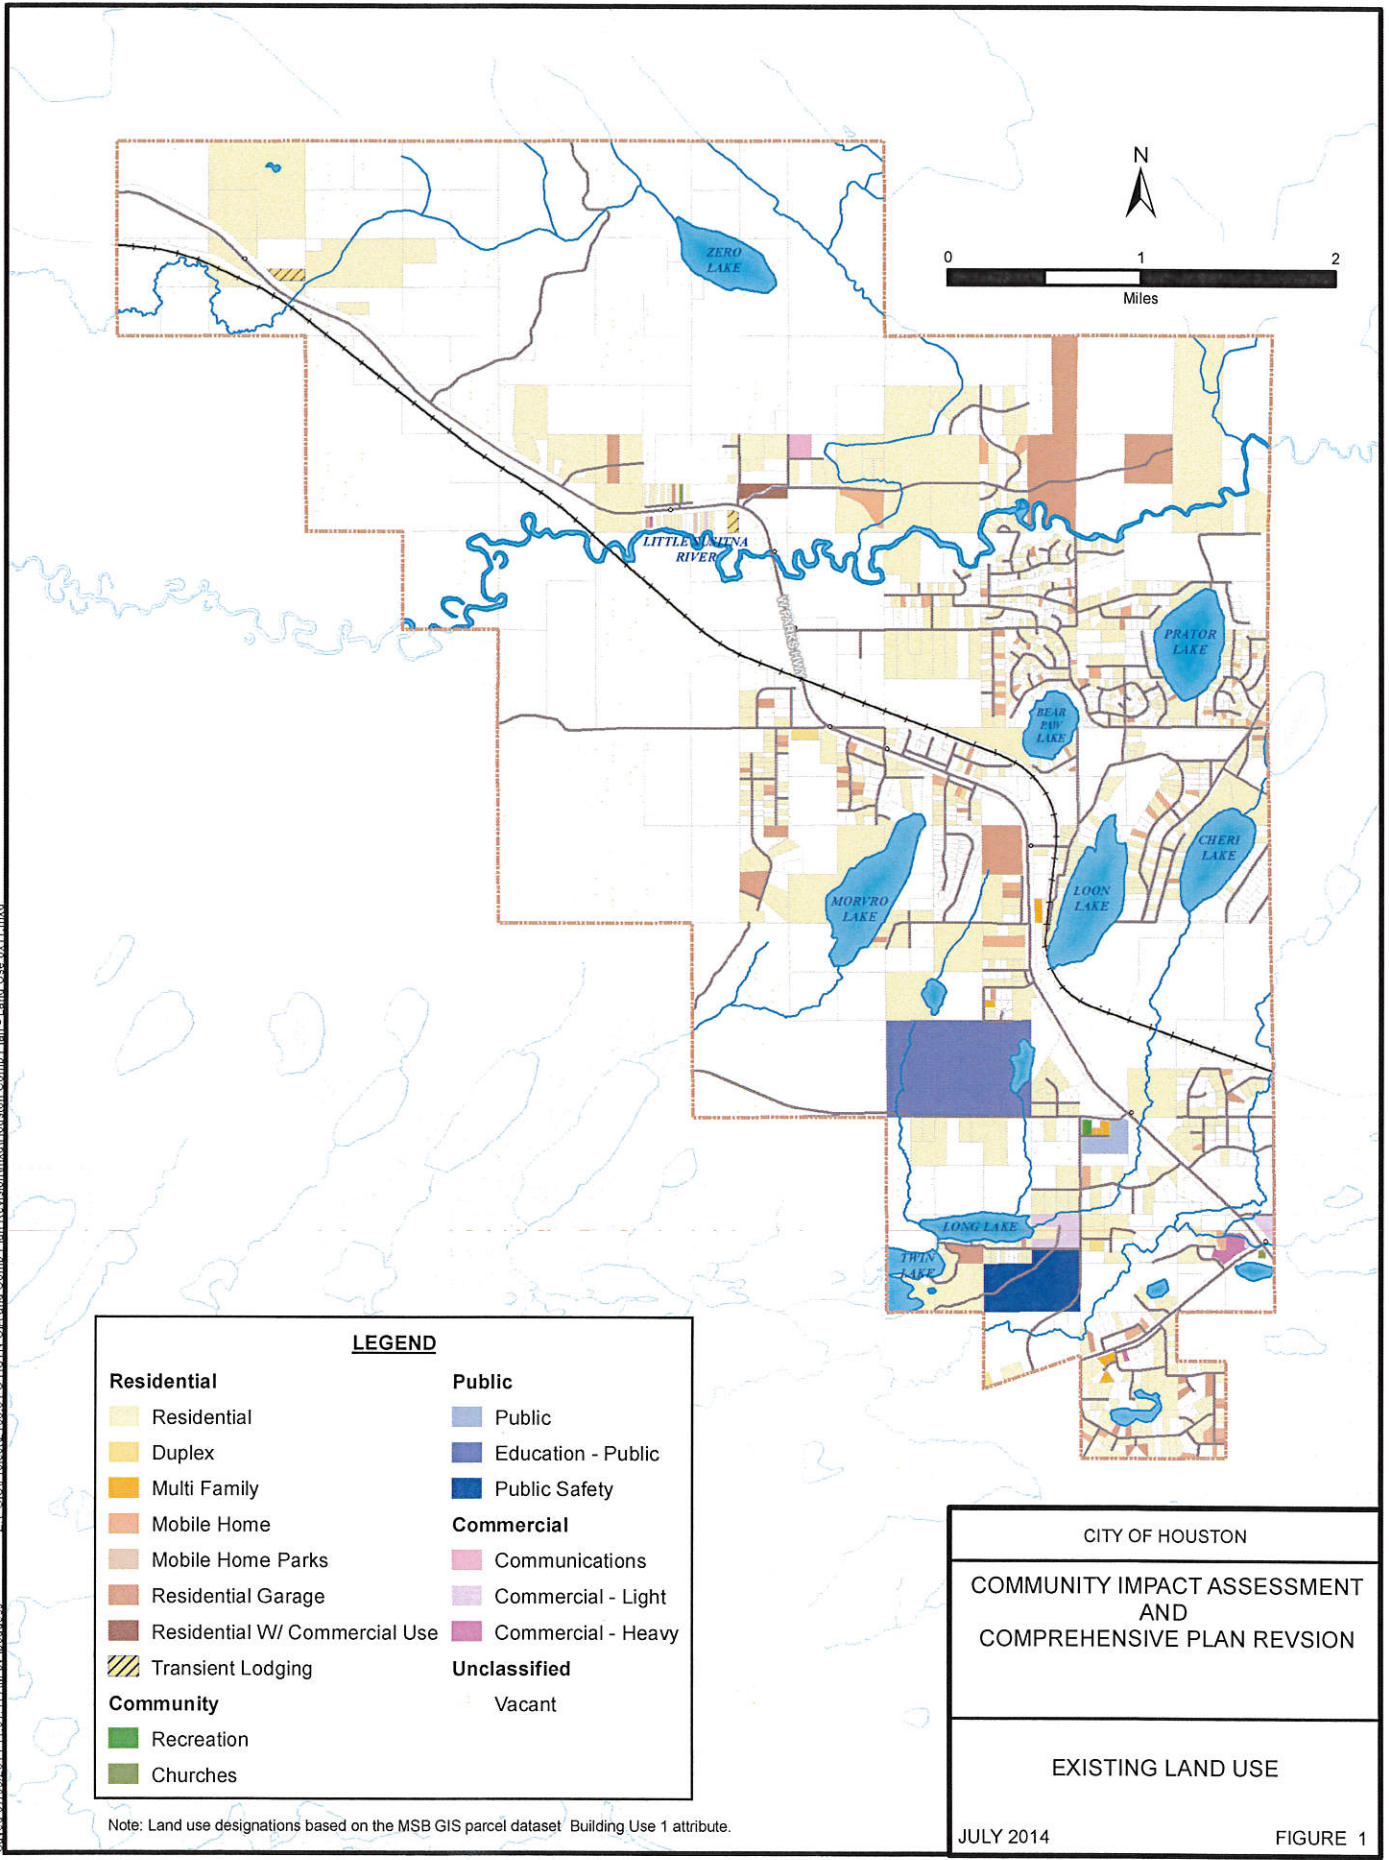 N
0 1 2
Miles
ZERO
LAKE
LITTLE SUSITNA
RIVER
W PARKS HWY
PRATOR
LAKE
BEAR
PAW
LAKE
CHERI
LAKE
LOON
LAKE
MORVRO
LAKE
LONG LAKE
TWIN
LAKE
LEGEND
Residential
Residential
Duplex
Multi Family
Mobile Home
Mobile Home Parks
Residential Garage
Residential W/ Commercial Use
Transient Lodging
Community
Recreation
Churches
Public
Public
Education - Public
Public Safety
Commercial
Communications
Commercial - Light
Commercial - Heavy
Unclassified
Vacant
Note: Land use designations based on the MSB GIS parcel dataset Building Use 1 attribute.
CITY OF HOUSTON
COMMUNITY IMPACT ASSESSMENT
AND
COMPREHENSIVE PLAN REVSION
EXISTING LAND USE
JULY 2014 FIGURE 1